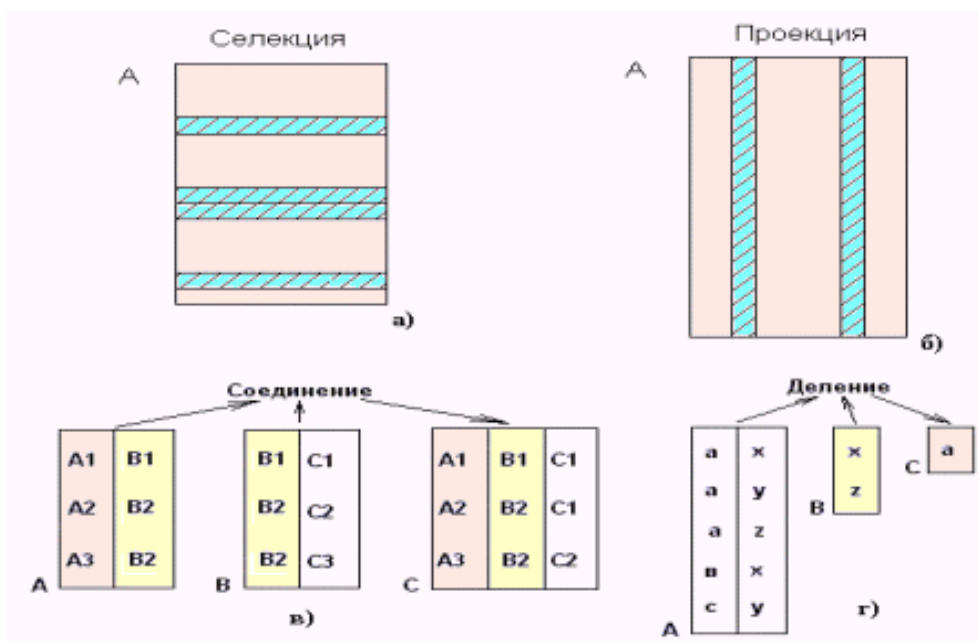 Селекция
А
а)
Проекция
А
б)
Соединение
A1 B1
A2 B2
A3 B2
А
B1 C1
B2 C2
B2 C3
В
A1 B1 C1
A2 B2 C1
A3 B2 C2
С
в)
Деление
а x
а y
а z
в x
с y
А
x
z
В
а
С
г)